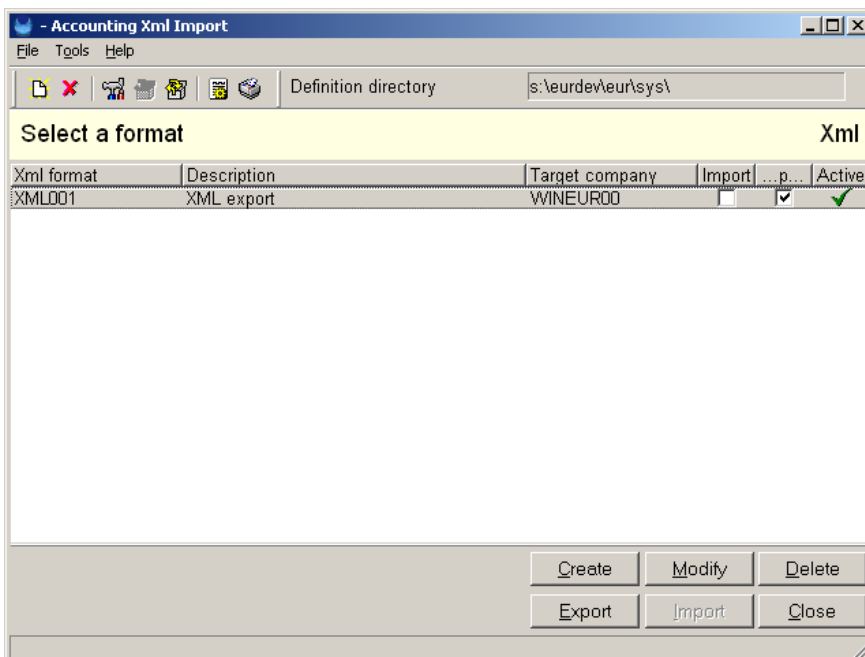 - Accounting Xml Import
File Tools Help
Definition directory s:\eurdev\eur\sys\
Select a format Xml
Xml format Description Target company Import ...p... Active
XML001 XML export WINEUR00
Create Modify Delete
Export Import Close